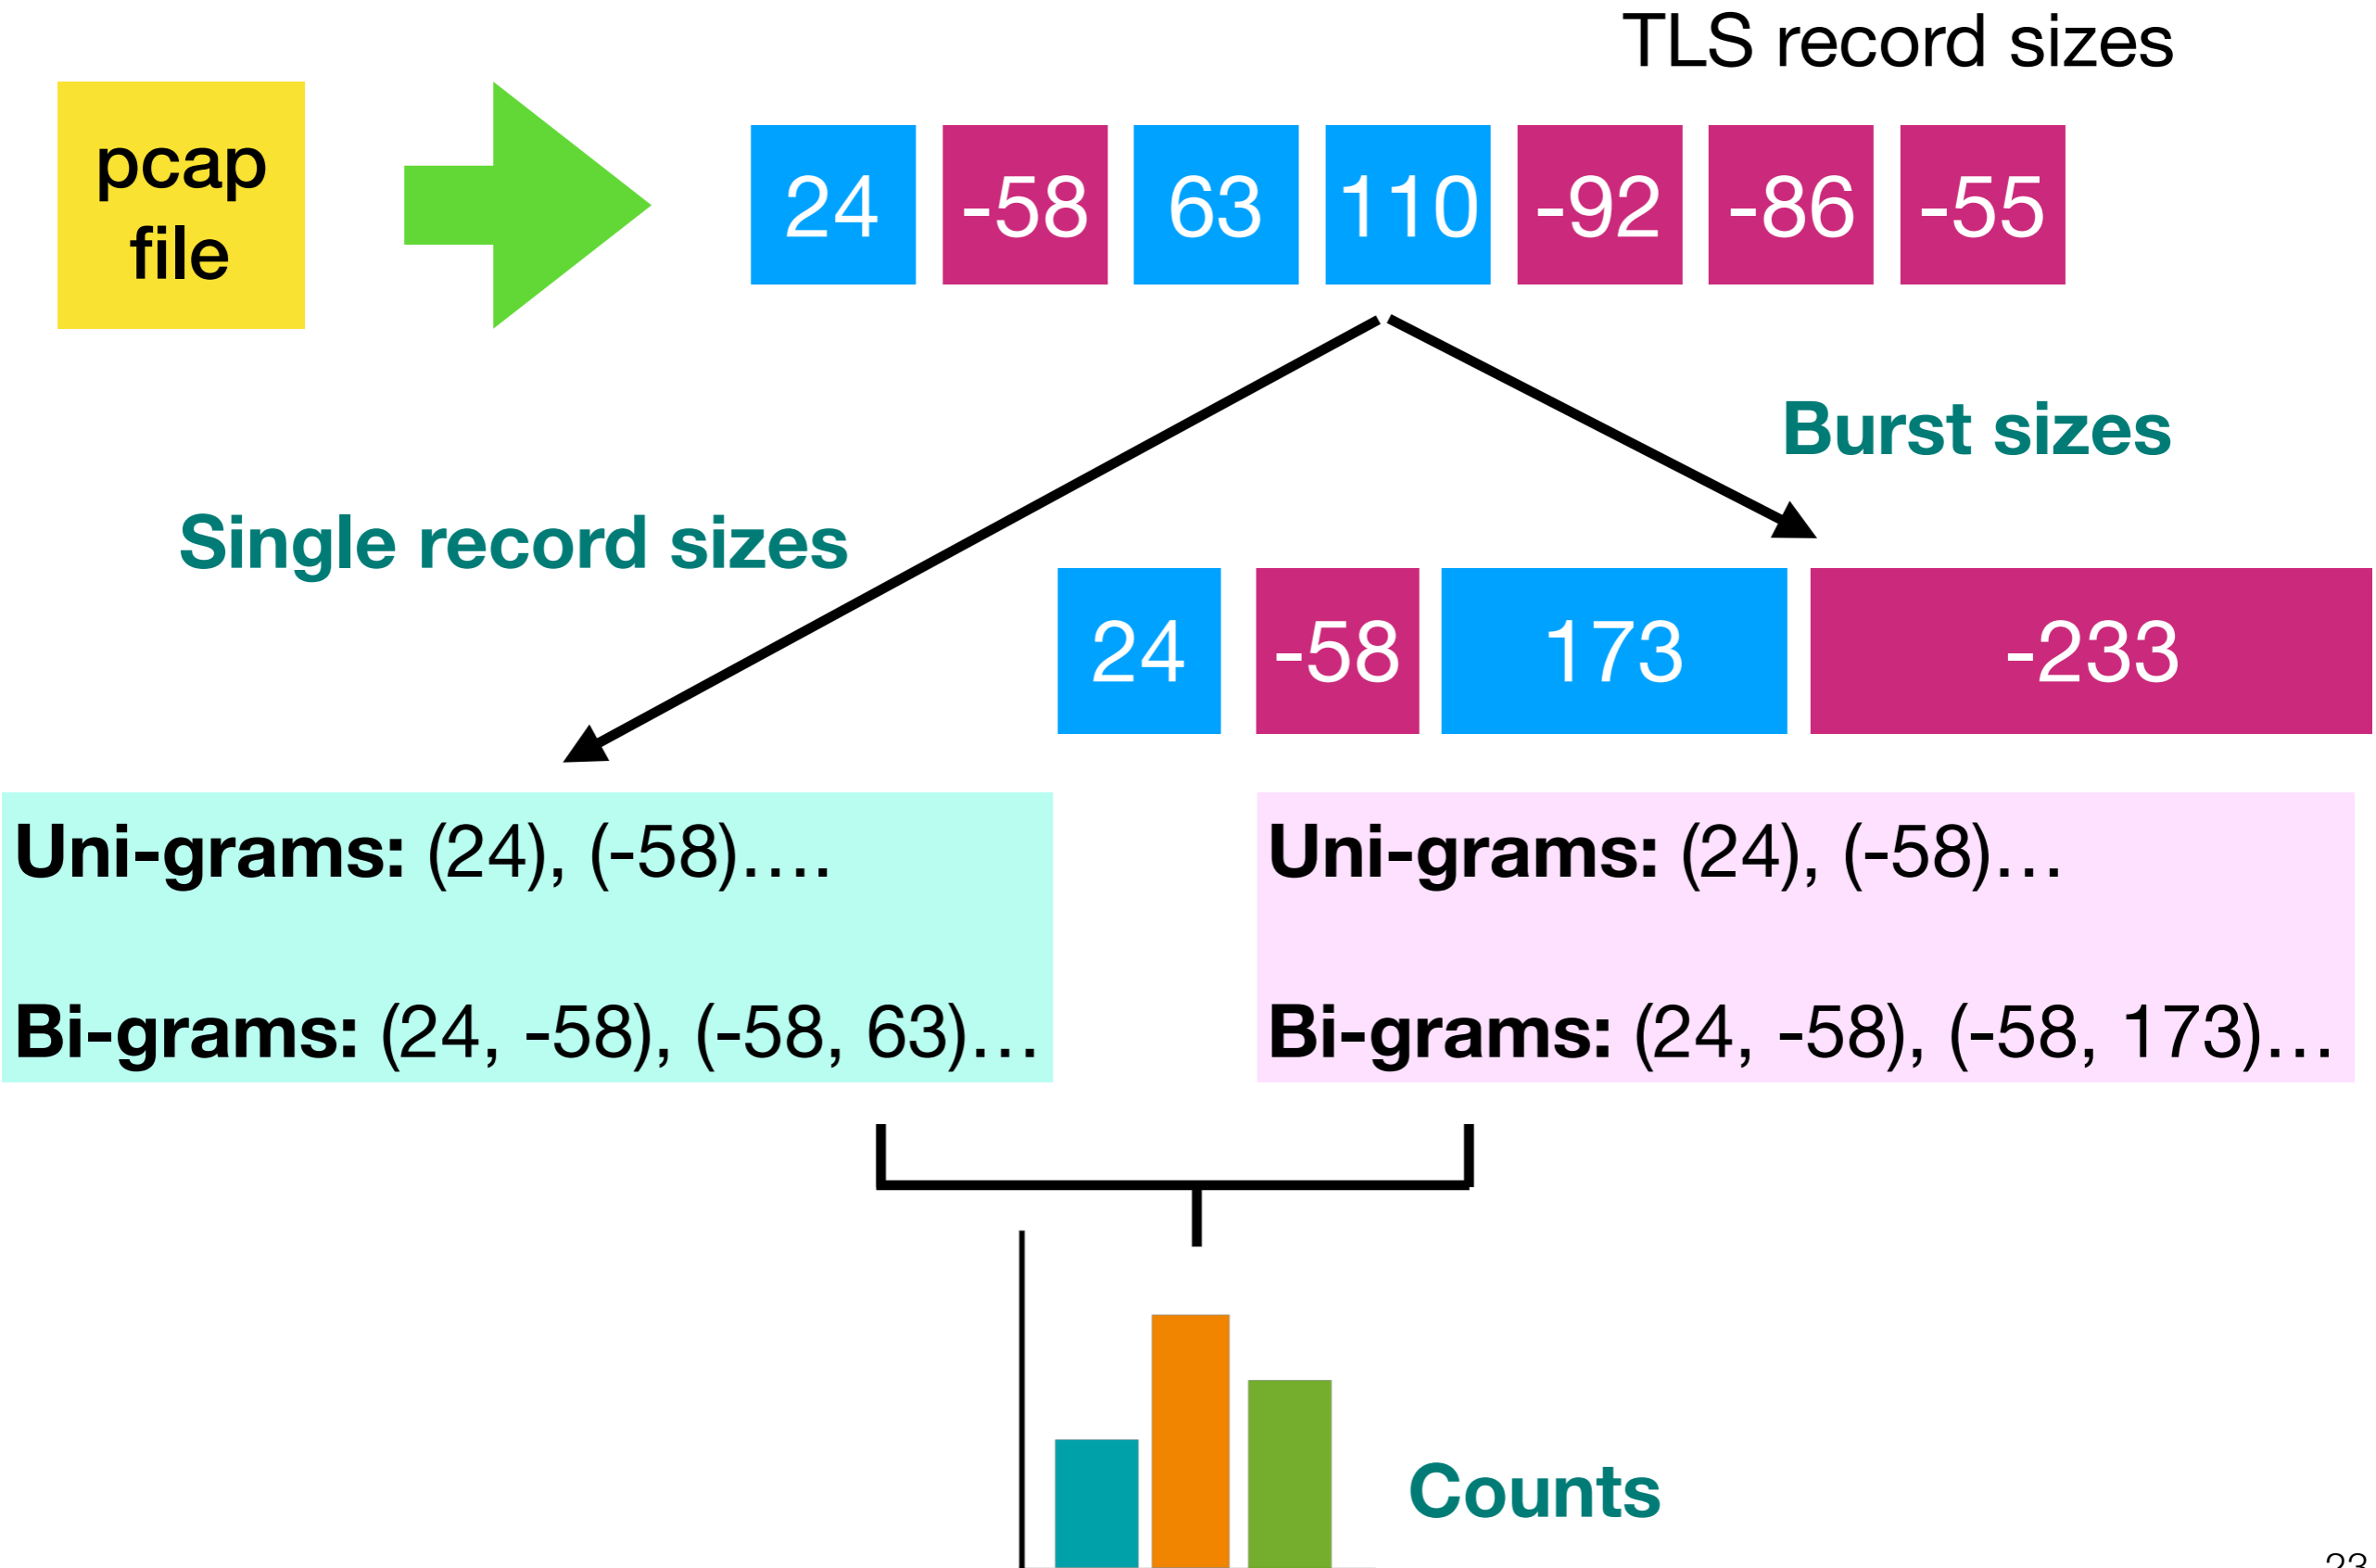 TLS record sizes
pcap
file
24 -58 63 110 -92 -86 -55
Burst sizes
Single record sizes
24 -58 173 -233
Uni-grams: (24), (-58)….
Bi-grams: (24, -58), (-58, 63)…
Uni-grams: (24), (-58)…
Bi-grams: (24, -58), (-58, 173)…
Counts
23